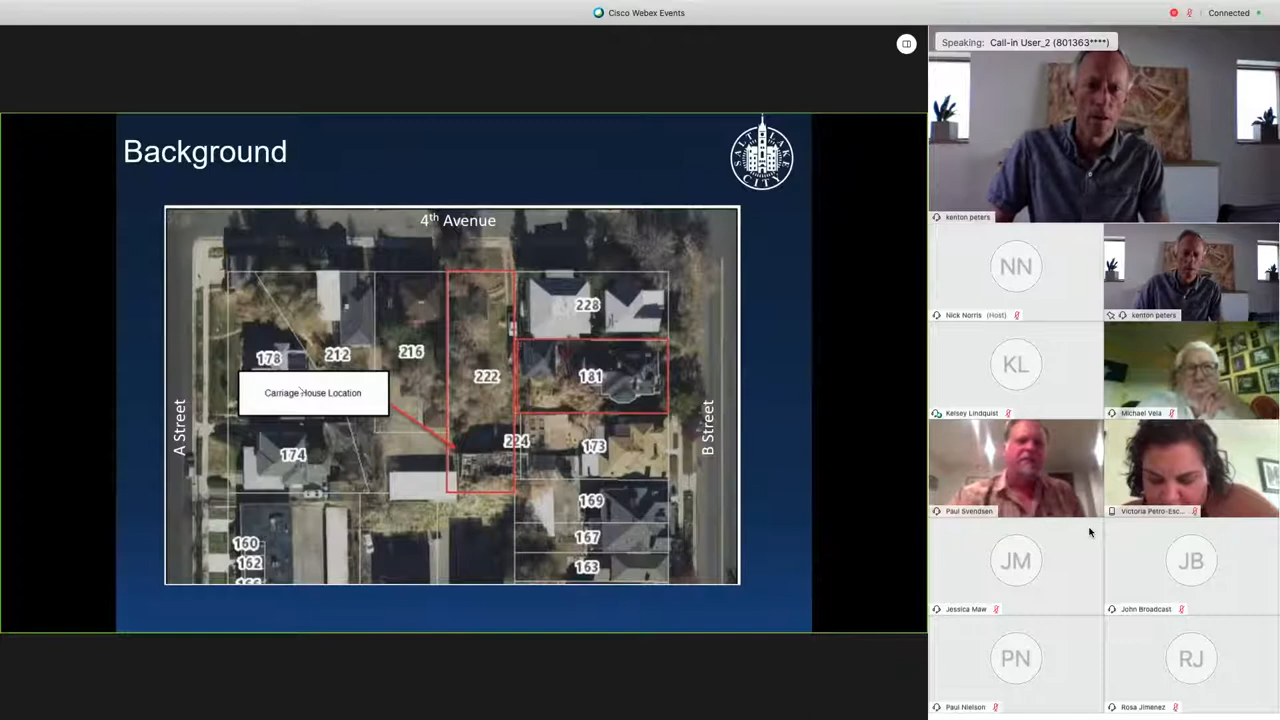 Cisco Webex Events
Connected
Speaking: Call-in User_2 (801363****)
Background
SALT LAKE CITY
4th Avenue
A Street
B Street
228
178
212
216
222
181
Carriage House Location
174
224
173
169
160
167
162
163
kenton peters
NN
Nick Norris (Host)
kenton peters
KL
Kelsey Lindquist
Michael Vela
Paul Svendsen
Victoria Petro-Esc...
JM
Jessica Maw
JB
John Broadcast
PN
Paul Nielson
RJ
Rosa Jimenez